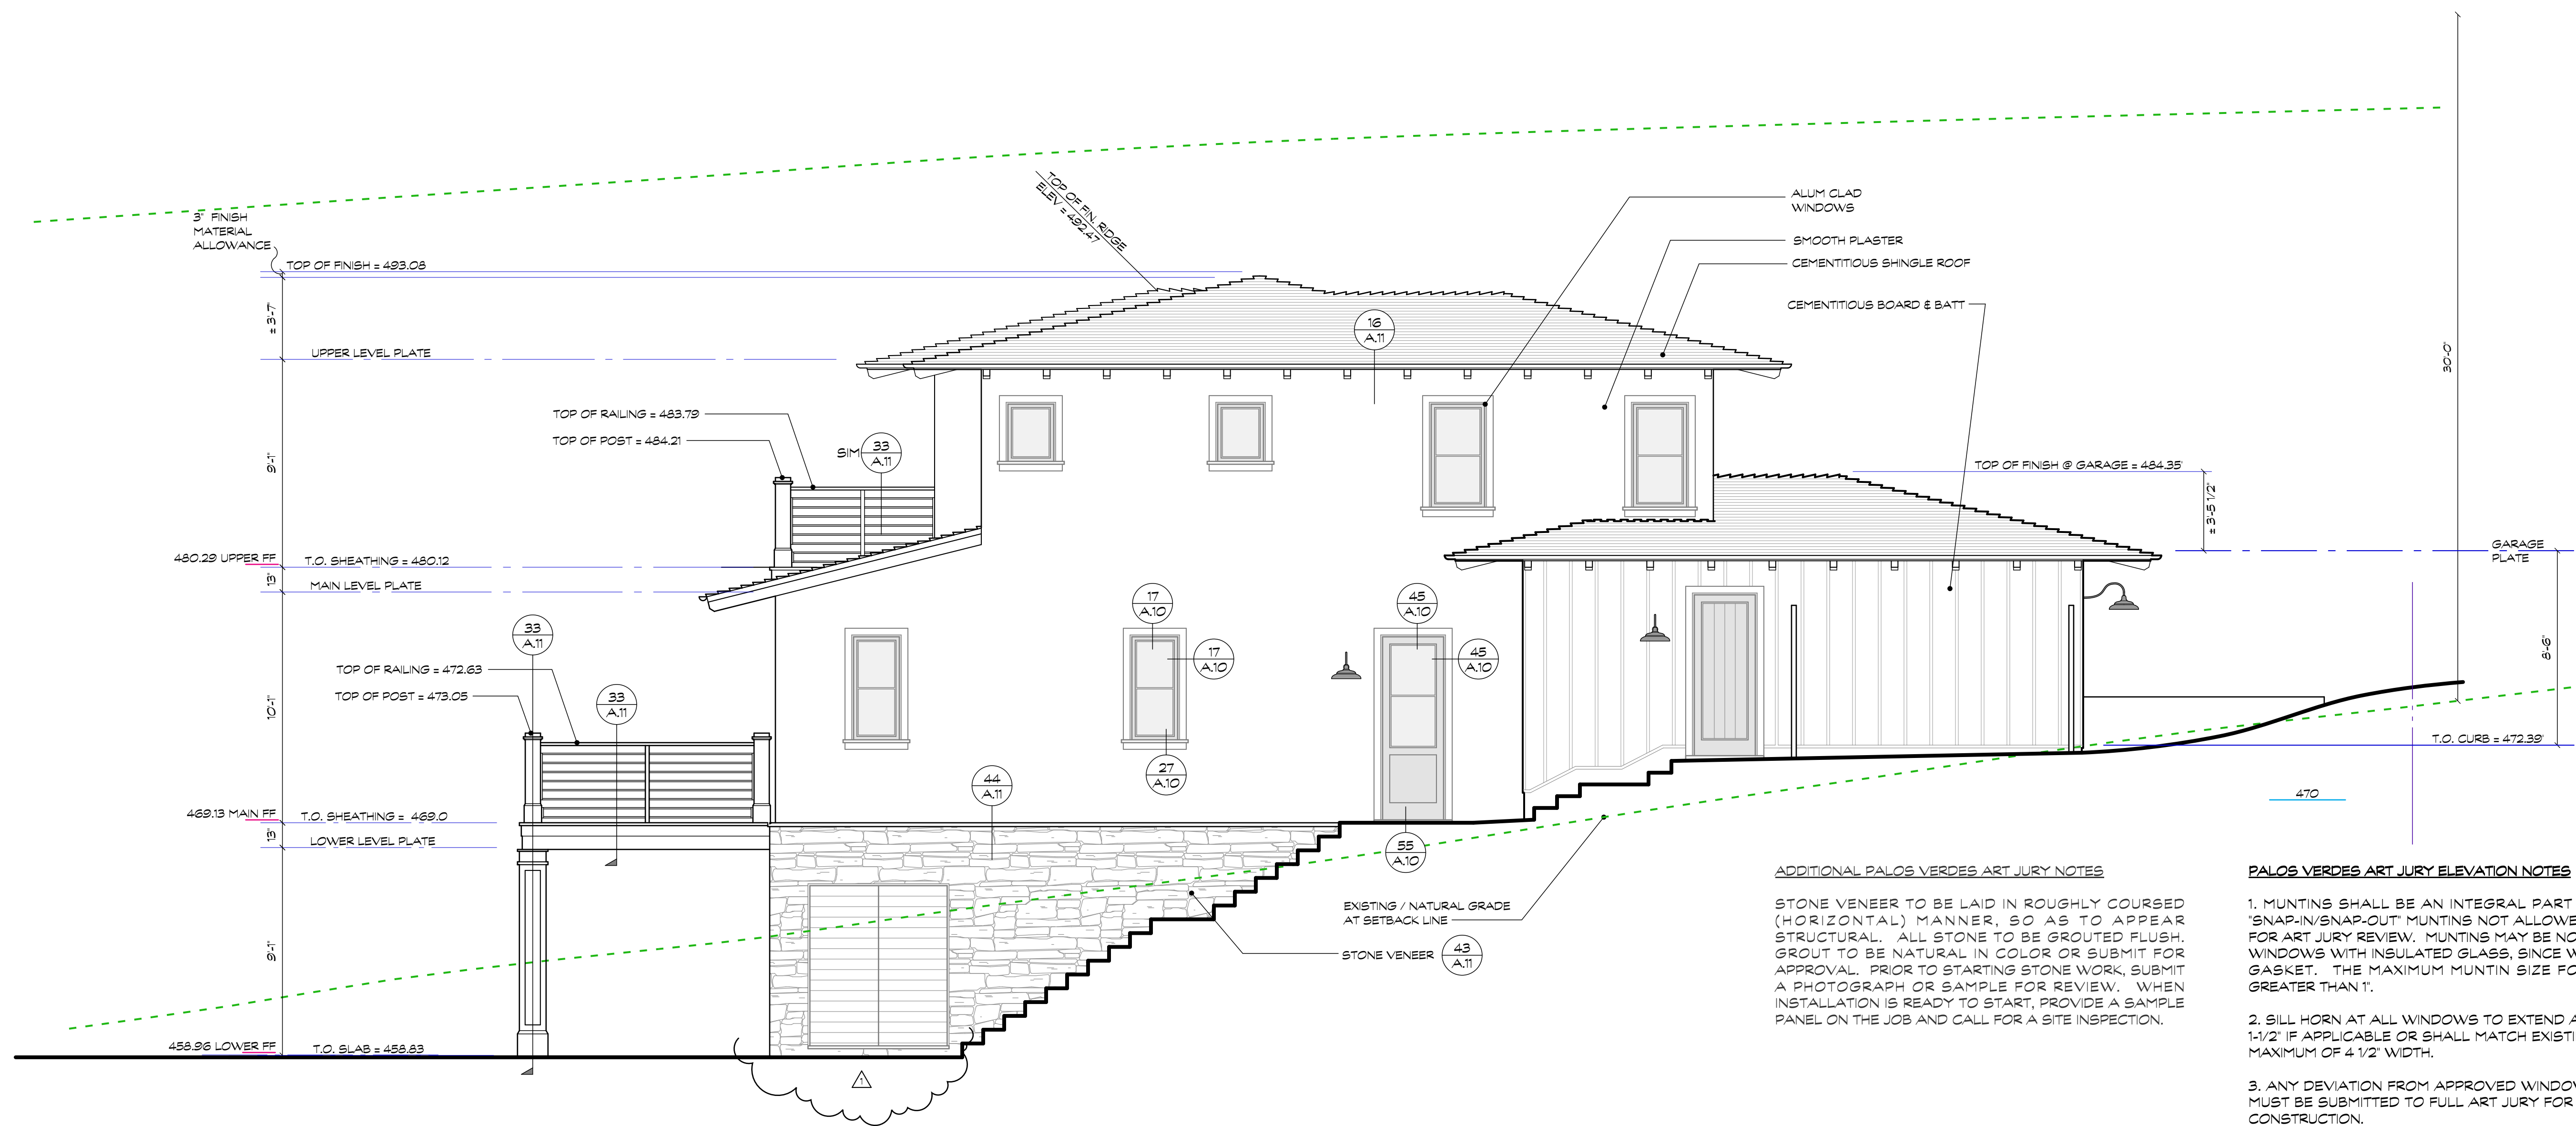 3" FINISH
MATERIAL
ALLOWANCE
TOP OF FINISH = 493.08
TOP OF FIN. RIDGE
ELEV = 492.47
± 3'-7"
UPPER LEVEL PLATE
TOP OF RAILING = 483.79
TOP OF POST = 484.21
SIM
33
A.11
9'-1"
480.29 UPPER FF
T.O. SHEATHING = 480.12
13"
MAIN LEVEL PLATE
33
A.11
TOP OF RAILING = 472.63
TOP OF POST = 473.05
33
A.11
10'-1"
469.13 MAIN FF
T.O. SHEATHING = 469.0
13"
LOWER LEVEL PLATE
9'-1"
458.96 LOWER FF
T.O. SLAB = 458.83
16
A.11
ALUM CLAD
WINDOWS
SMOOTH PLASTER
CEMENTITIOUS SHINGLE ROOF
CEMENTITIOUS BOARD & BATT
17
A.10
17
A.10
27
A.10
45
A.10
45
A.10
55
A.10
44
A.11
EXISTING / NATURAL GRADE
AT SETBACK LINE
STONE VENEER
43
A.11
1
30'-0"
TOP OF FINISH @ GARAGE = 484.35'
± 3'-5 1/2"
GARAGE
PLATE
8'-6"
T.O. CURB = 472.39'
470
ADDITIONAL PALOS VERDES ART JURY NOTES
STONE VENEER TO BE LAID IN ROUGHLY COURSED
(HORIZONTAL) MANNER, SO AS TO APPEAR
STRUCTURAL. ALL STONE TO BE GROUTED FLUSH.
GROUT TO BE NATURAL IN COLOR OR SUBMIT FOR
APPROVAL. PRIOR TO STARTING STONE WORK, SUBMIT
A PHOTOGRAPH OR SAMPLE FOR REVIEW. WHEN
INSTALLATION IS READY TO START, PROVIDE A SAMPLE
PANEL ON THE JOB AND CALL FOR A SITE INSPECTION.
PALOS VERDES ART JURY ELEVATION NOTES
1. MUNTINS SHALL BE AN INTEGRAL PART
"SNAP-IN/SNAP-OUT" MUNTINS NOT ALLOWE
FOR ART JURY REVIEW. MUNTINS MAY BE NO
WINDOWS WITH INSULATED GLASS, SINCE W
GASKET. THE MAXIMUM MUNTIN SIZE FO
GREATER THAN 1".
2. SILL HORN AT ALL WINDOWS TO EXTEND A
1-1/2" IF APPLICABLE OR SHALL MATCH EXISTI
MAXIMUM OF 4 1/2" WIDTH.
3. ANY DEVIATION FROM APPROVED WINDOW
MUST BE SUBMITTED TO FULL ART JURY FOR
CONSTRUCTION.